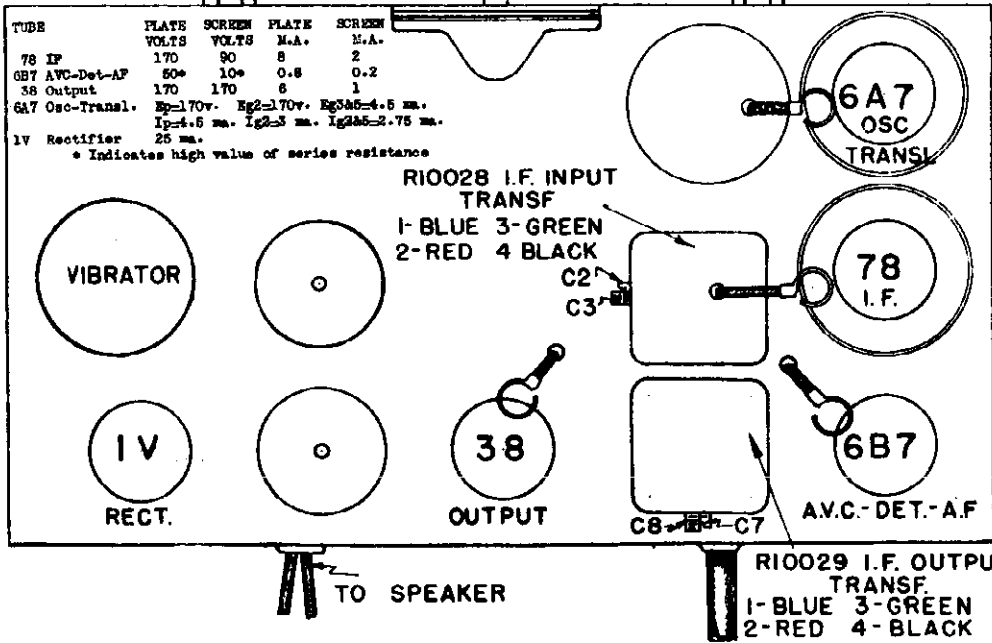 TUBE PLATE SCREEN PLATE SCREEN
VOLTS VOLTS M.A. M.A.
78 IF 170 90 8 2
6B7 AVC-Det-AF 50* 10* 0.8 0.2
38 Output 170 170 6 1
6A7 Osc-Transl. Ep=170v. Eg2=170v. Eg3&5=4.5 ma.
Ip=4.5 ma. Ig2=3 ma. Ig3&5=2.75 ma.
1V Rectifier 25 ma.
* Indicates high value of series resistance
6A7
OSC
TRANSL
R10028 I.F. INPUT
TRANSF
1-BLUE 3-GREEN
2-RED 4 BLACK
VIBRATOR
C2
C3
78
I.F.
1V
RECT.
38
OUTPUT
6B7
A.V.C.-DET.-A.F
C8 C7
TO SPEAKER
R10029 I.F. OUTPU
TRANSF.
1-BLUE 3-GREEN
2-RED 4-BLACK